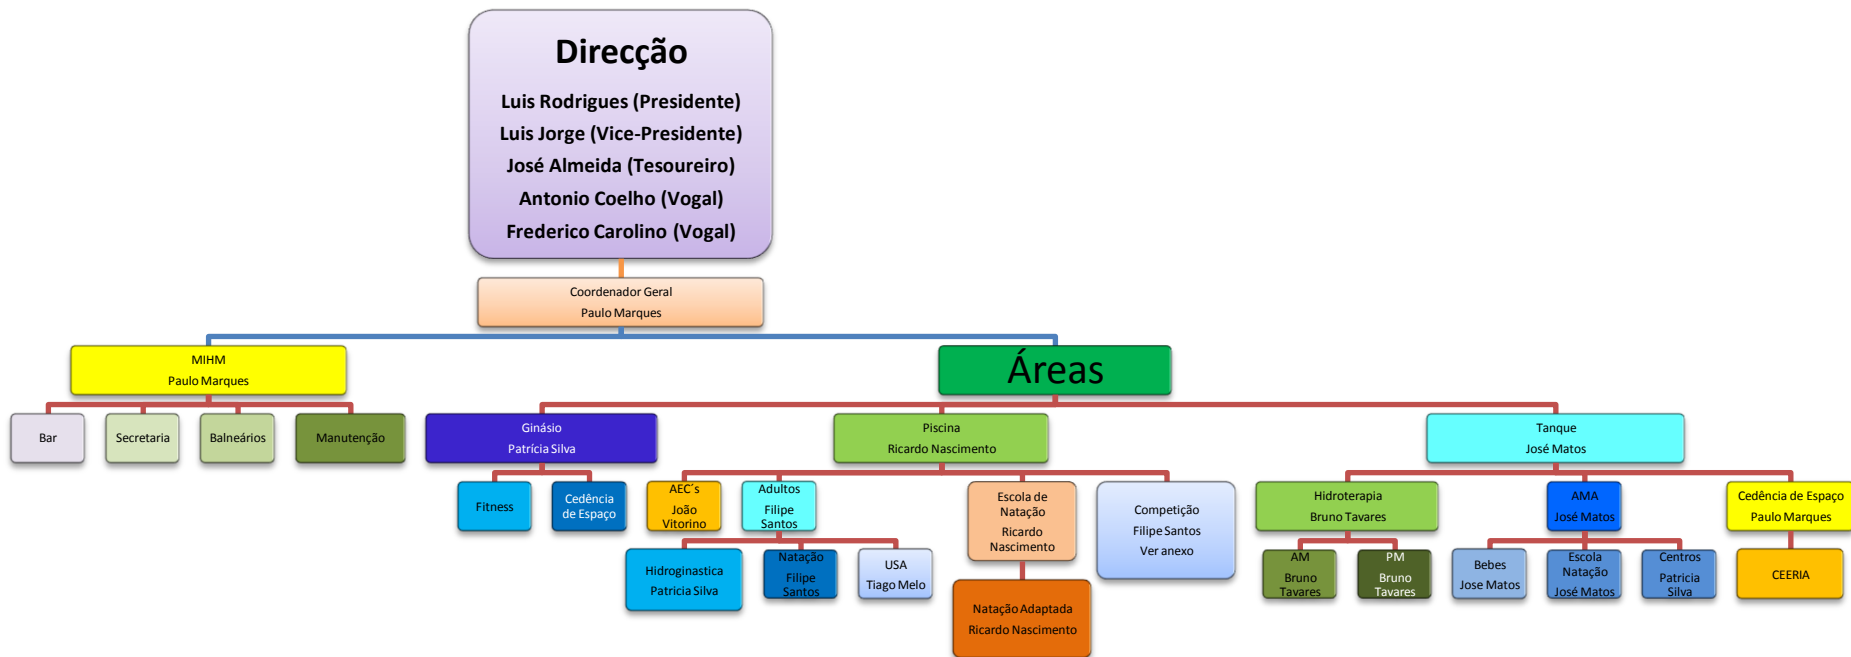 Direcção
Luis Rodrigues (Presidente)
Luis Jorge (Vice-Presidente)
José Almeida (Tesoureiro)
Antonio Coelho (Vogal)
Frederico Carolino (Vogal)
Coordenador Geral
Paulo Marques
MIHM
Paulo Marques
Áreas
Bar
Secretaria
Balneários
Manutenção
Ginásio
Patrícia Silva
Piscina
Ricardo Nascimento
Tanque
José Matos
Fitness
Cedência
de Espaço
AEC´s
João
Vitorino
Adultos
Filipe
Santos
Escola de
Natação
Ricardo
Nascimento
Competição
Filipe Santos
Ver anexo
Hidroterapia
Bruno Tavares
AMA
José Matos
Cedência de Espaço
Paulo Marques
Hidroginastica
Patricia Silva
Natação
Filipe
Santos
USA
Tiago Melo
Natação Adaptada
Ricardo Nascimento
AM
Bruno
Tavares
PM
Bruno
Tavares
Bebes
Jose Matos
Escola
Natação
José Matos
Centros
Patricia
Silva
CEERIA